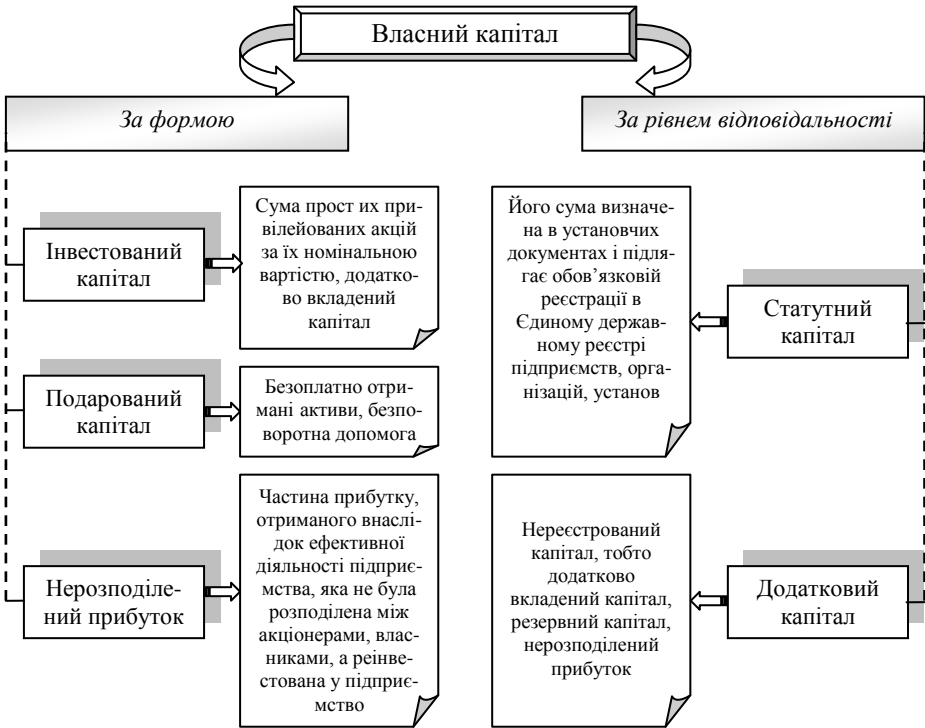 Власний капітал
За формою
За рівнем відповідальності
Інвестований
капітал
Сума прост их при-
вілейованих акцій
за їх номінальною
вартістю, додатко-
во вкладений
капітал
Подарований
капітал
Безоплатно отри-
мані активи, безпо-
воротна допомога
Нерозподіле-
ний прибуток
Частина прибутку,
отриманого внаслі-
док ефективної
діяльності підприє-
мства, яка не була
розподілена між
акціонерами, влас-
никами, а реінве-
стована у підприє-
мство
Його сума визначе-
на в установчих
документах і підля-
гає обов’язковій
реєстрації в
Єдиному держав-
ному реєстрі
підприємств, орга-
нізацій, установ
Статутний
капітал
Нереєстрований
капітал, тобто
додатково
вкладений капітал,
резервний капітал,
нерозподілений
прибуток
Додатковий
капітал